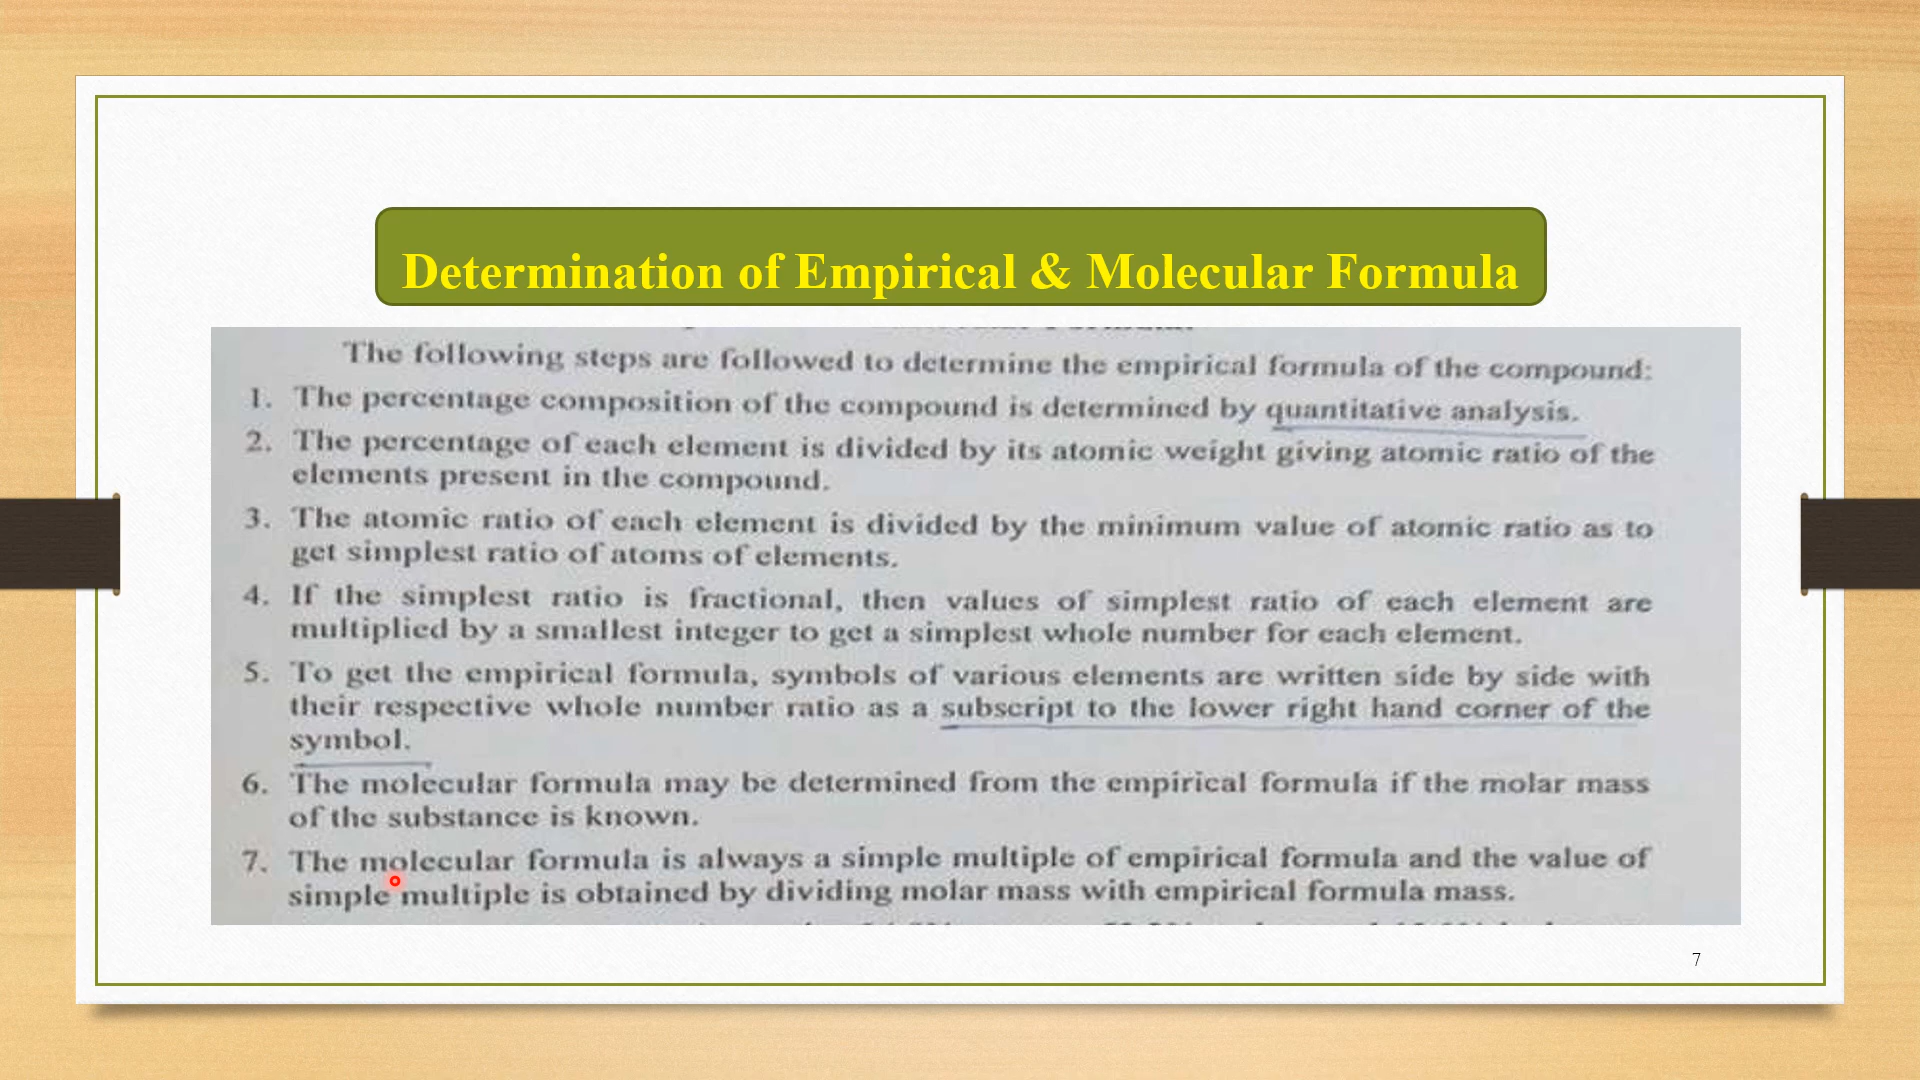 Determination of Empirical & Molecular Formula
The following steps are followed to determine the empirical formula of the compound:
1. The percentage composition of the compound is determined by quantitative analysis.
2. The percentage of each element is divided by its atomic weight giving atomic ratio of the
elements present in the compound.
3. The atomic ratio of each element is divided by the minimum value of atomic ratio as to
get simplest ratio of atoms of elements.
4. If the simplest ratio is fractional, then values of simplest ratio of each element are
multiplied by a smallest integer to get a simplest whole number for each element.
5. To get the empirical formula, symbols of various elements are written side by side with
their respective whole number ratio as a subscript to the lower right hand corner of the
symbol.
6. The molecular formula may be determined from the empirical formula if the molar mass
of the substance is known.
7. The molecular formula is always a simple multiple of empirical formula and the value of
simple multiple is obtained by dividing molar mass with empirical formula mass.
7